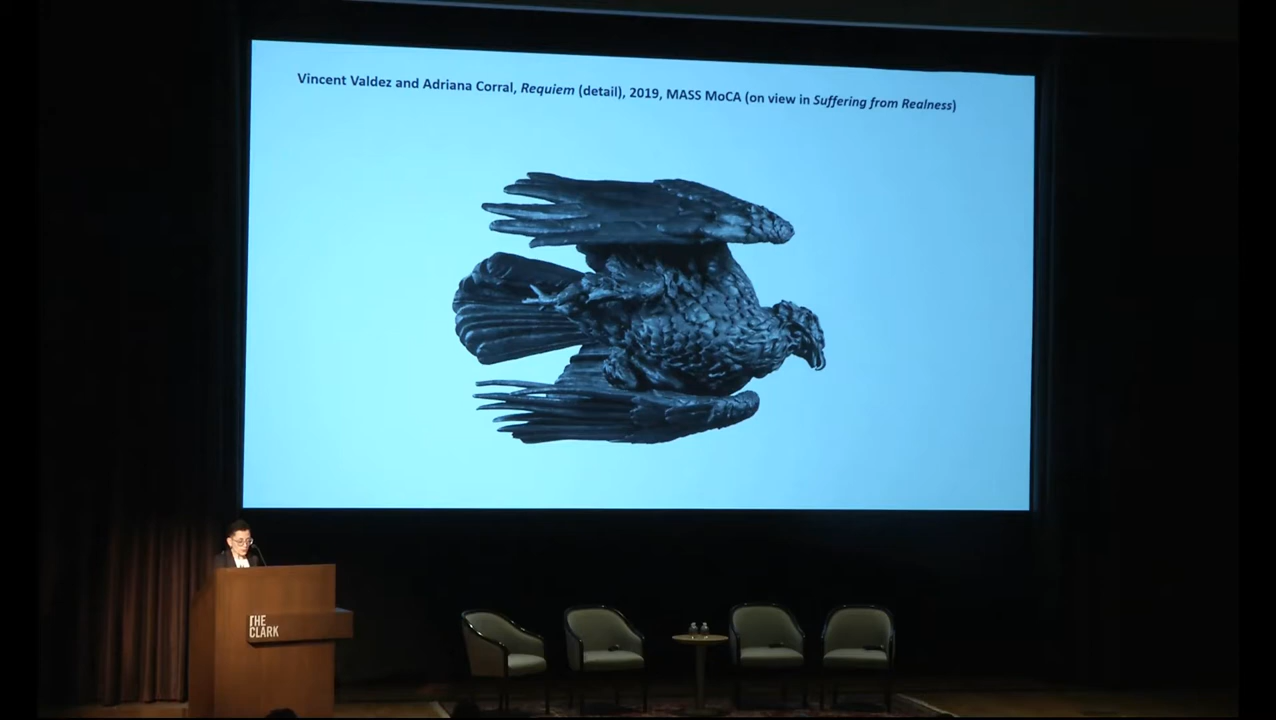 Vincent Valdez and Adriana Corral, Requiem (detail), 2019, MASS MoCA (on view in Suffering from Realness)
THE
CLARK